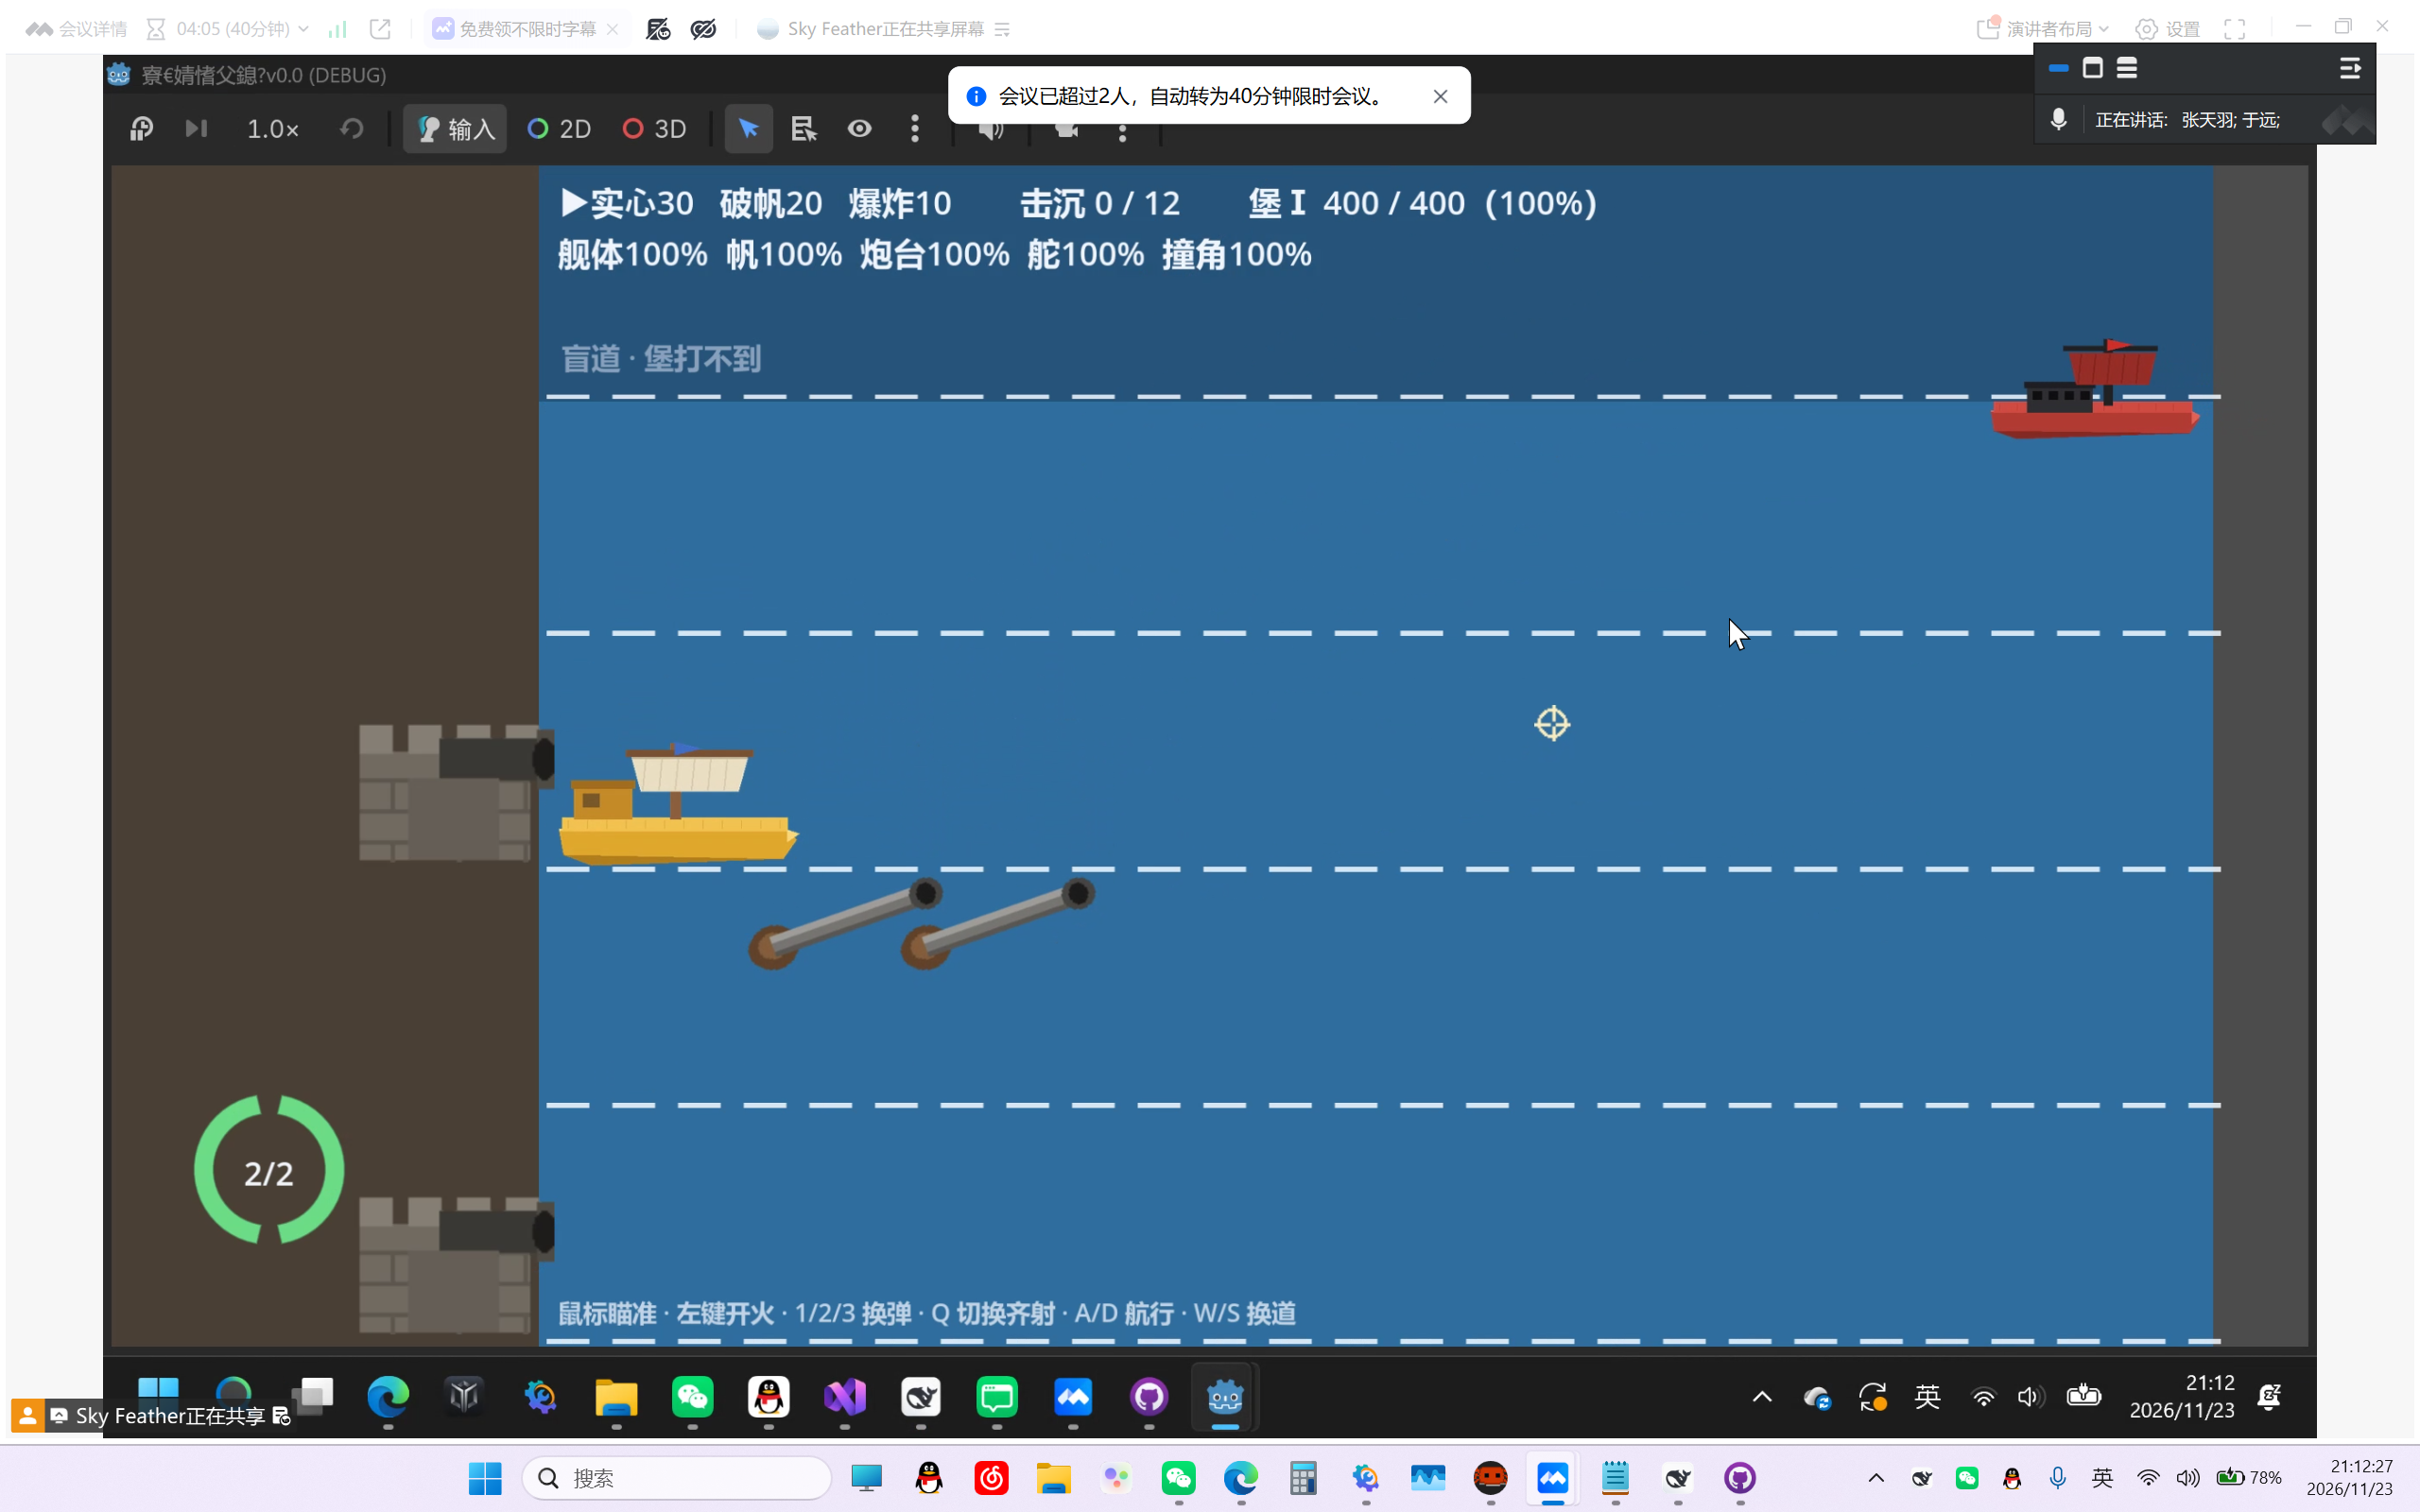 会议详情 04:05 (40分钟) 免费领不限时字幕 Sky Feather正在共享屏幕 演讲者布局 设置
寮€婧愭父鎴?v0.0 (DEBUG)
会议已超过2人，自动转为40分钟限时会议。
正在讲话: 张天羽; 于远;
1.0× 输入 2D 3D
▶实心30 破帆20 爆炸10 击沉 0 / 12 堡 I 400 / 400 (100%)
舰体100% 帆100% 炮台100% 舵100% 撞角100%
盲道 · 堡打不到
2/2
鼠标瞄准 · 左键开火 · 1/2/3 换弹 · Q 切换齐射 · A/D 航行 · W/S 换道
英 21:12
2026/11/23
Sky Feather正在共享
搜索 英 78% 21:12:27
2026/11/23